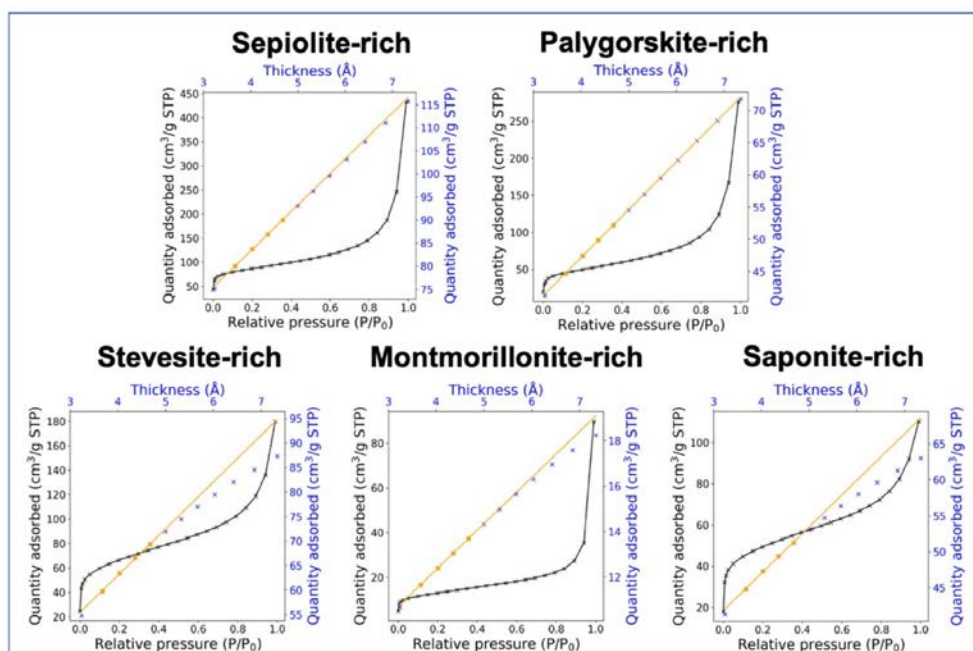 Sepiolite-rich
Thickness (Å)
3 4 5 6 7
Quantity adsorbed (cm³/g STP)
450
400
350
300
250
200
150
100
50
115
110
105
100
95
90
85
80
75
Quantity adsorbed (cm³/g STP)
0.0 0.2 0.4 0.6 0.8 1.0
Relative pressure (P/P₀)
Palygorskite-rich
Thickness (Å)
3 4 5 6 7
Quantity adsorbed (cm³/g STP)
250
200
150
100
50
70
65
60
55
50
45
Quantity adsorbed (cm³/g STP)
0.0 0.2 0.4 0.6 0.8 1.0
Relative pressure (P/P₀)
Stevesite-rich
Thickness (Å)
3 4 5 6 7
Quantity adsorbed (cm³/g STP)
180
160
140
120
100
80
60
40
20
95
90
85
80
75
70
65
60
55
Quantity adsorbed (cm³/g STP)
0.0 0.2 0.4 0.6 0.8 1.0
Relative pressure (P/P₀)
Montmorillonite-rich
Thickness (Å)
3 4 5 6 7
Quantity adsorbed (cm³/g STP)
80
60
40
20
18
16
14
12
Quantity adsorbed (cm³/g STP)
0.0 0.2 0.4 0.6 0.8 1.0
Relative pressure (P/P₀)
Saponite-rich
Thickness (Å)
3 4 5 6 7
Quantity adsorbed (cm³/g STP)
100
80
60
40
20
65
60
55
50
45
Quantity adsorbed (cm³/g STP)
0.0 0.2 0.4 0.6 0.8 1.0
Relative pressure (P/P₀)